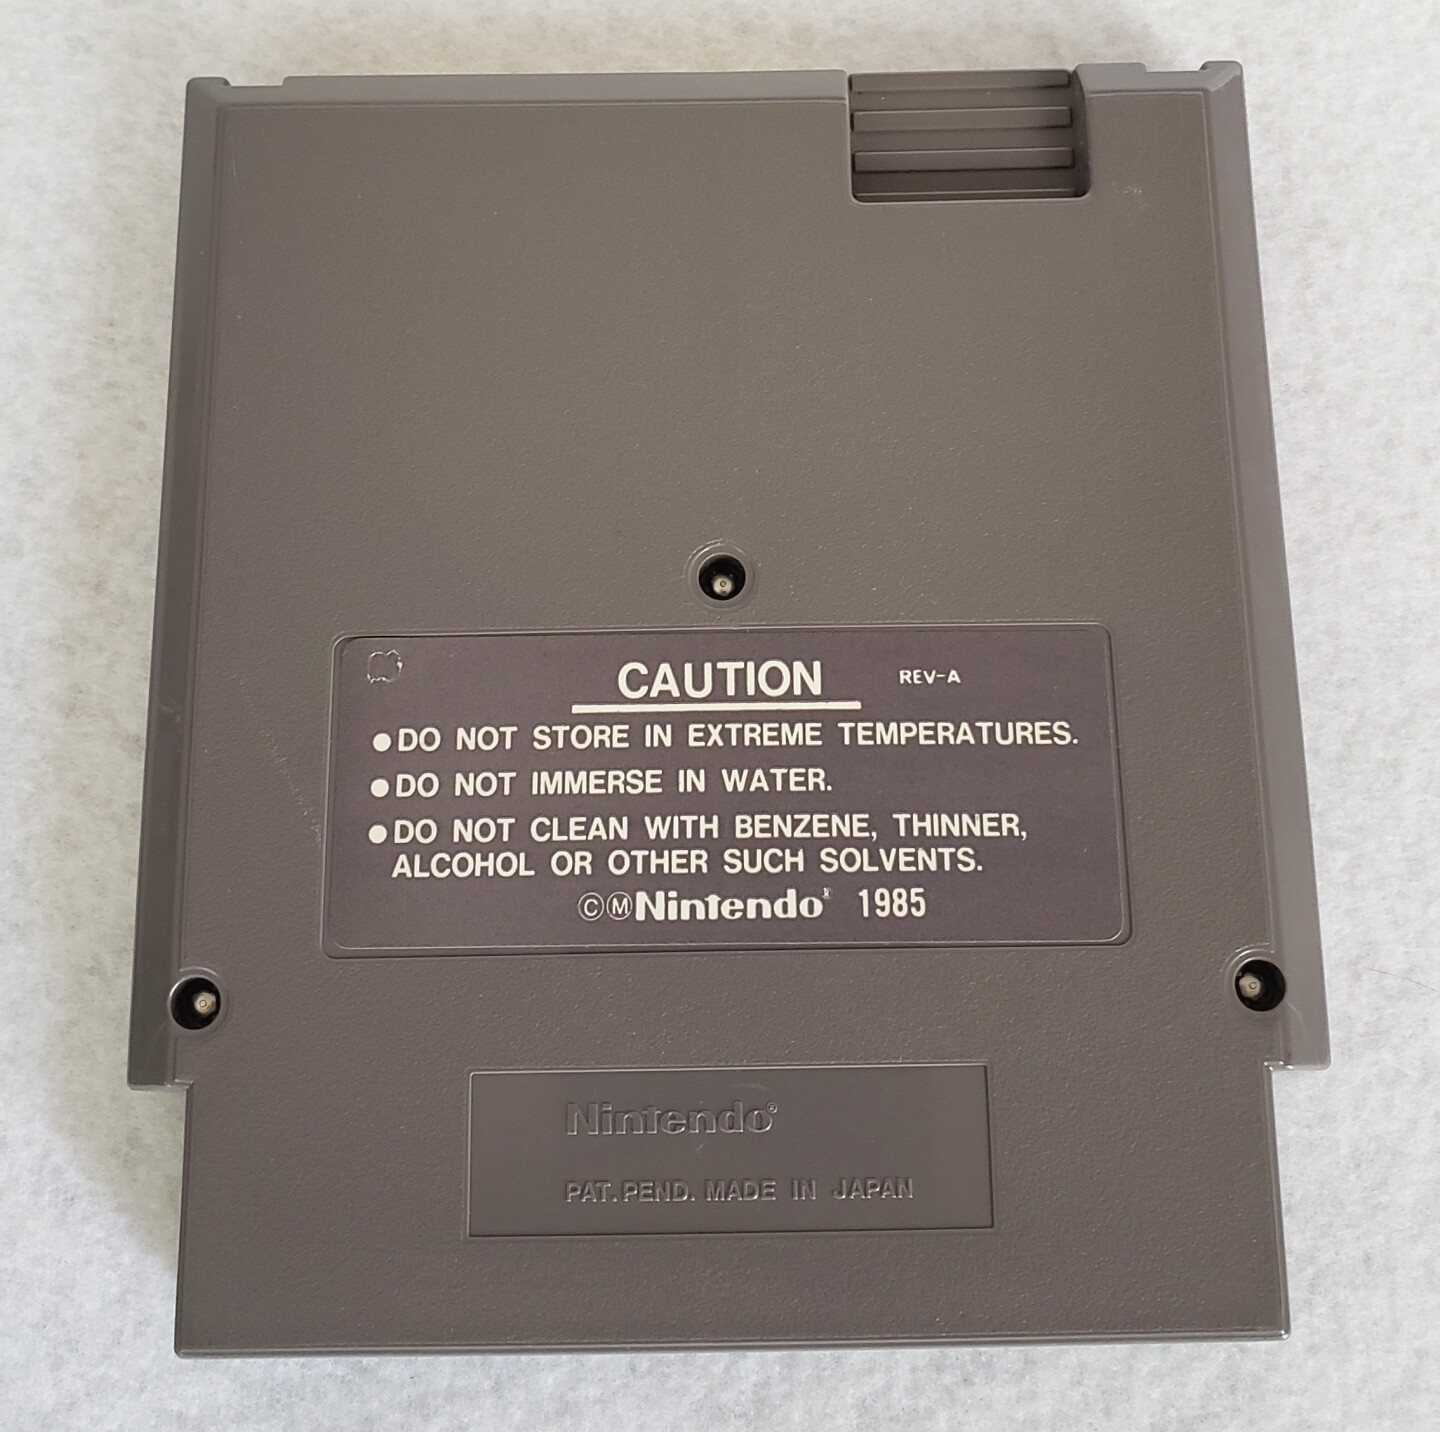 CAUTION REV-A
●DO NOT STORE IN EXTREME TEMPERATURES.
●DO NOT IMMERSE IN WATER.
●DO NOT CLEAN WITH BENZENE, THINNER,
ALCOHOL OR OTHER SUCH SOLVENTS.
©ⓂNintendo® 1985
Nintendo®
PAT. PEND. MADE IN JAPAN